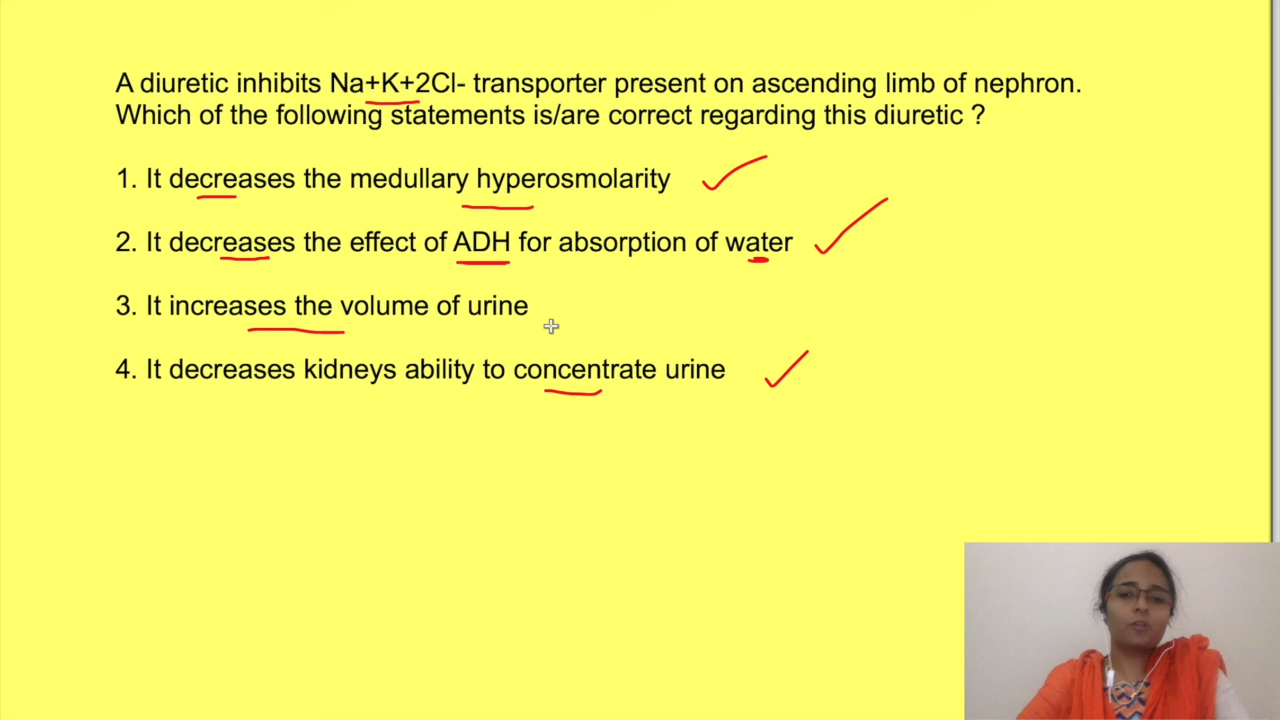 A diuretic inhibits Na+K+2Cl- transporter present on ascending limb of nephron.
Which of the following statements is/are correct regarding this diuretic ?
1. It decreases the medullary hyperosmolarity
2. It decreases the effect of ADH for absorption of water
3. It increases the volume of urine
4. It decreases kidneys ability to concentrate urine